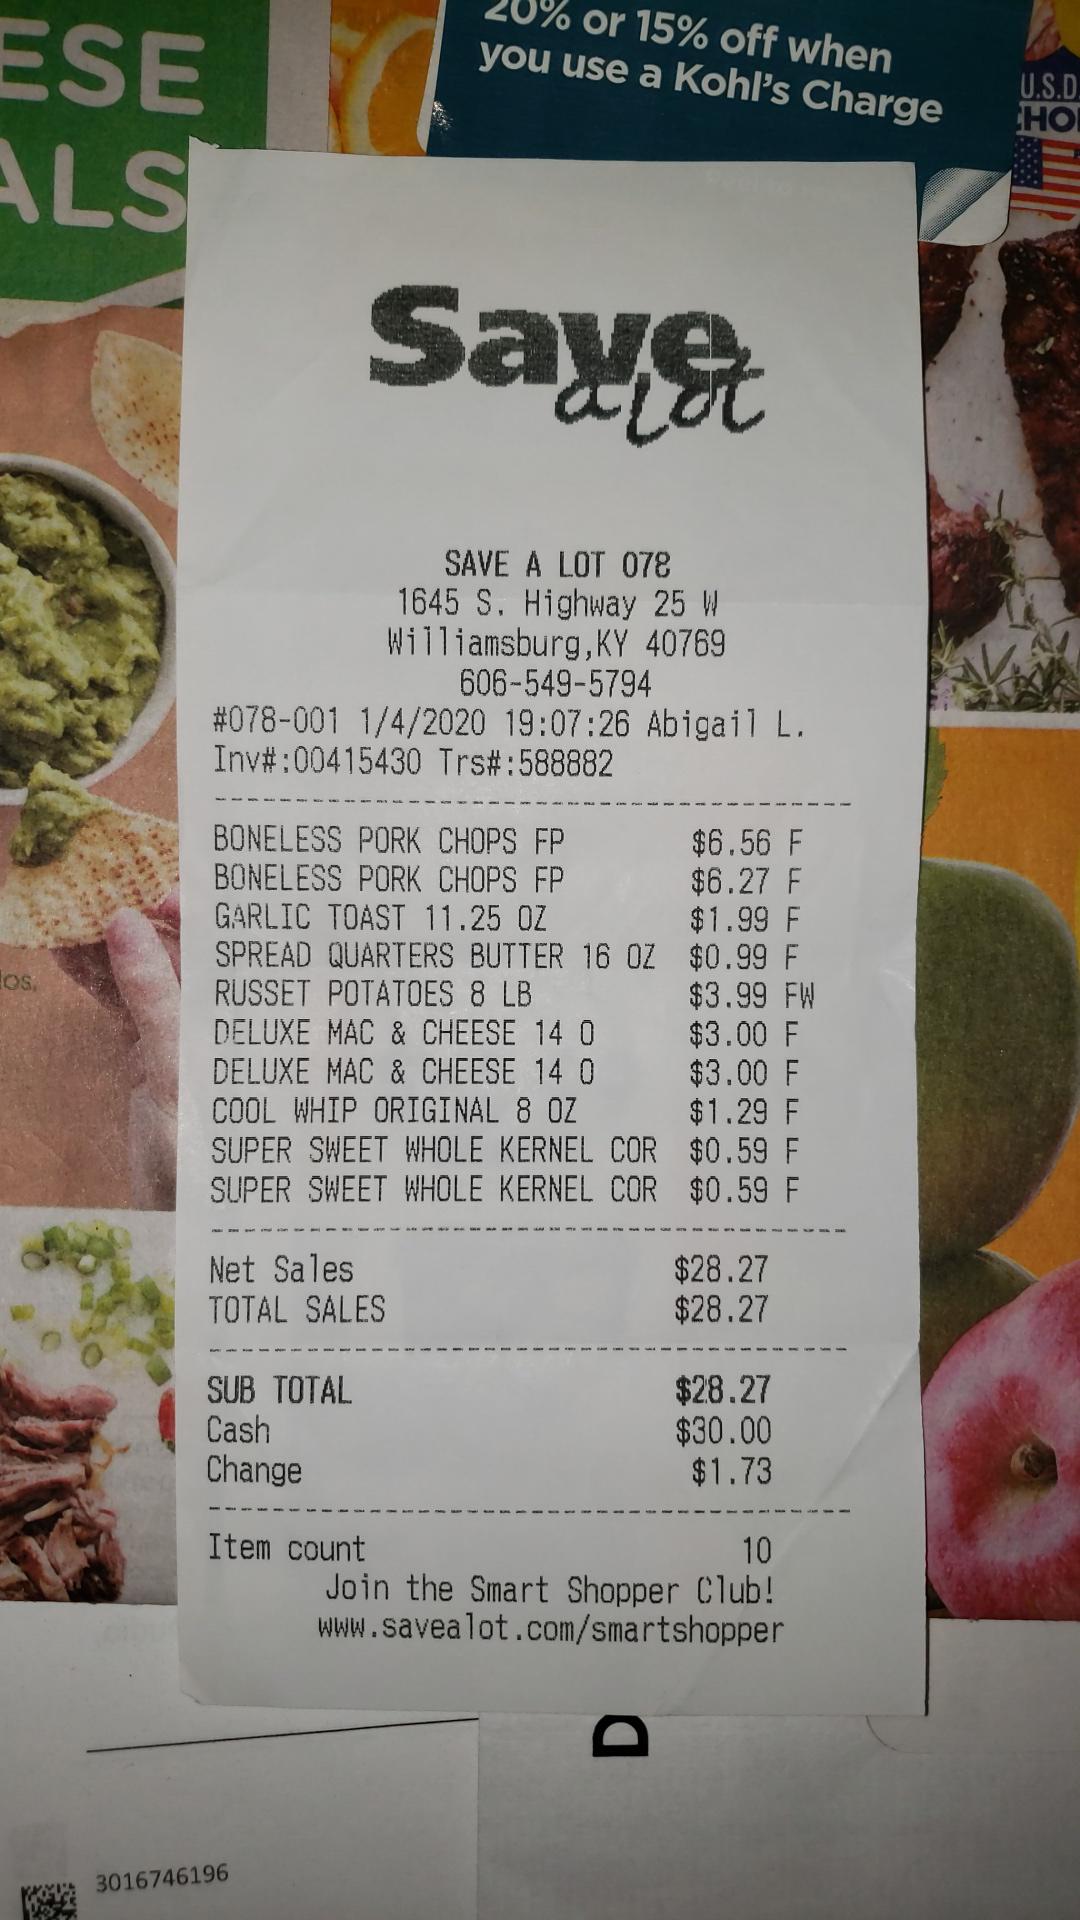 ESE
ALS
20% or 15% off when
you use a Kohl's Charge
U.S.D.
CHOI
Save
a lot
SAVE A LOT 078
1645 S. Highway 25 W
Williamsburg,KY 40769
606-549-5794
#078-001 1/4/2020 19:07:26 Abigail L.
Inv#:00415430 Trs#:588882
BONELESS PORK CHOPS FP $6.56 F
BONELESS PORK CHOPS FP $6.27 F
GARLIC TOAST 11.25 OZ $1.99 F
SPREAD QUARTERS BUTTER 16 OZ $0.99 F
RUSSET POTATOES 8 LB $3.99 FW
DELUXE MAC & CHEESE 14 O $3.00 F
DELUXE MAC & CHEESE 14 O $3.00 F
COOL WHIP ORIGINAL 8 OZ $1.29 F
SUPER SWEET WHOLE KERNEL COR $0.59 F
SUPER SWEET WHOLE KERNEL COR $0.59 F
Net Sales $28.27
TOTAL SALES $28.27
SUB TOTAL $28.27
Cash $30.00
Change $1.73
Item count 10
Join the Smart Shopper Club!
www.savealot.com/smartshopper
los.
D
3016746196